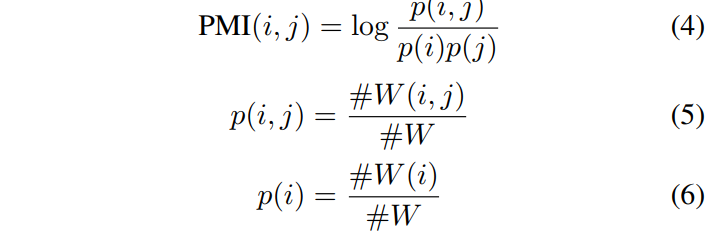 PMI(i, j) = log p(i, j) / p(i)p(j) (4)
p(i, j) = #W(i, j) / #W (5)
p(i) = #W(i) / #W (6)